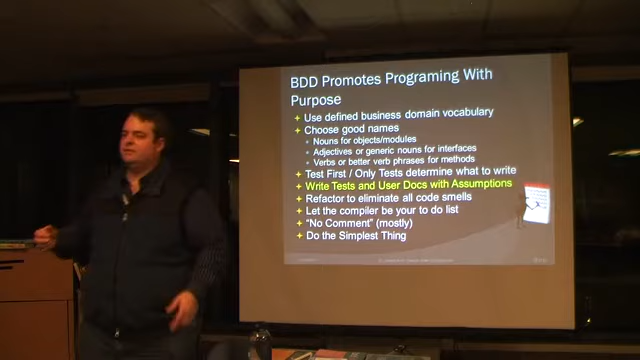 BDD Promotes Programing With
Purpose
Use defined business domain vocabulary
Choose good names
Nouns for objects/modules
Adjectives or generic nouns for interfaces
Verbs or better verb phrases for methods
Test First / Only Tests determine what to write
Write Tests and User Docs with Assumptions
Refactor to eliminate all code smells
Let the compiler be your to do list
"No Comment" (mostly)
Do the Simplest Thing